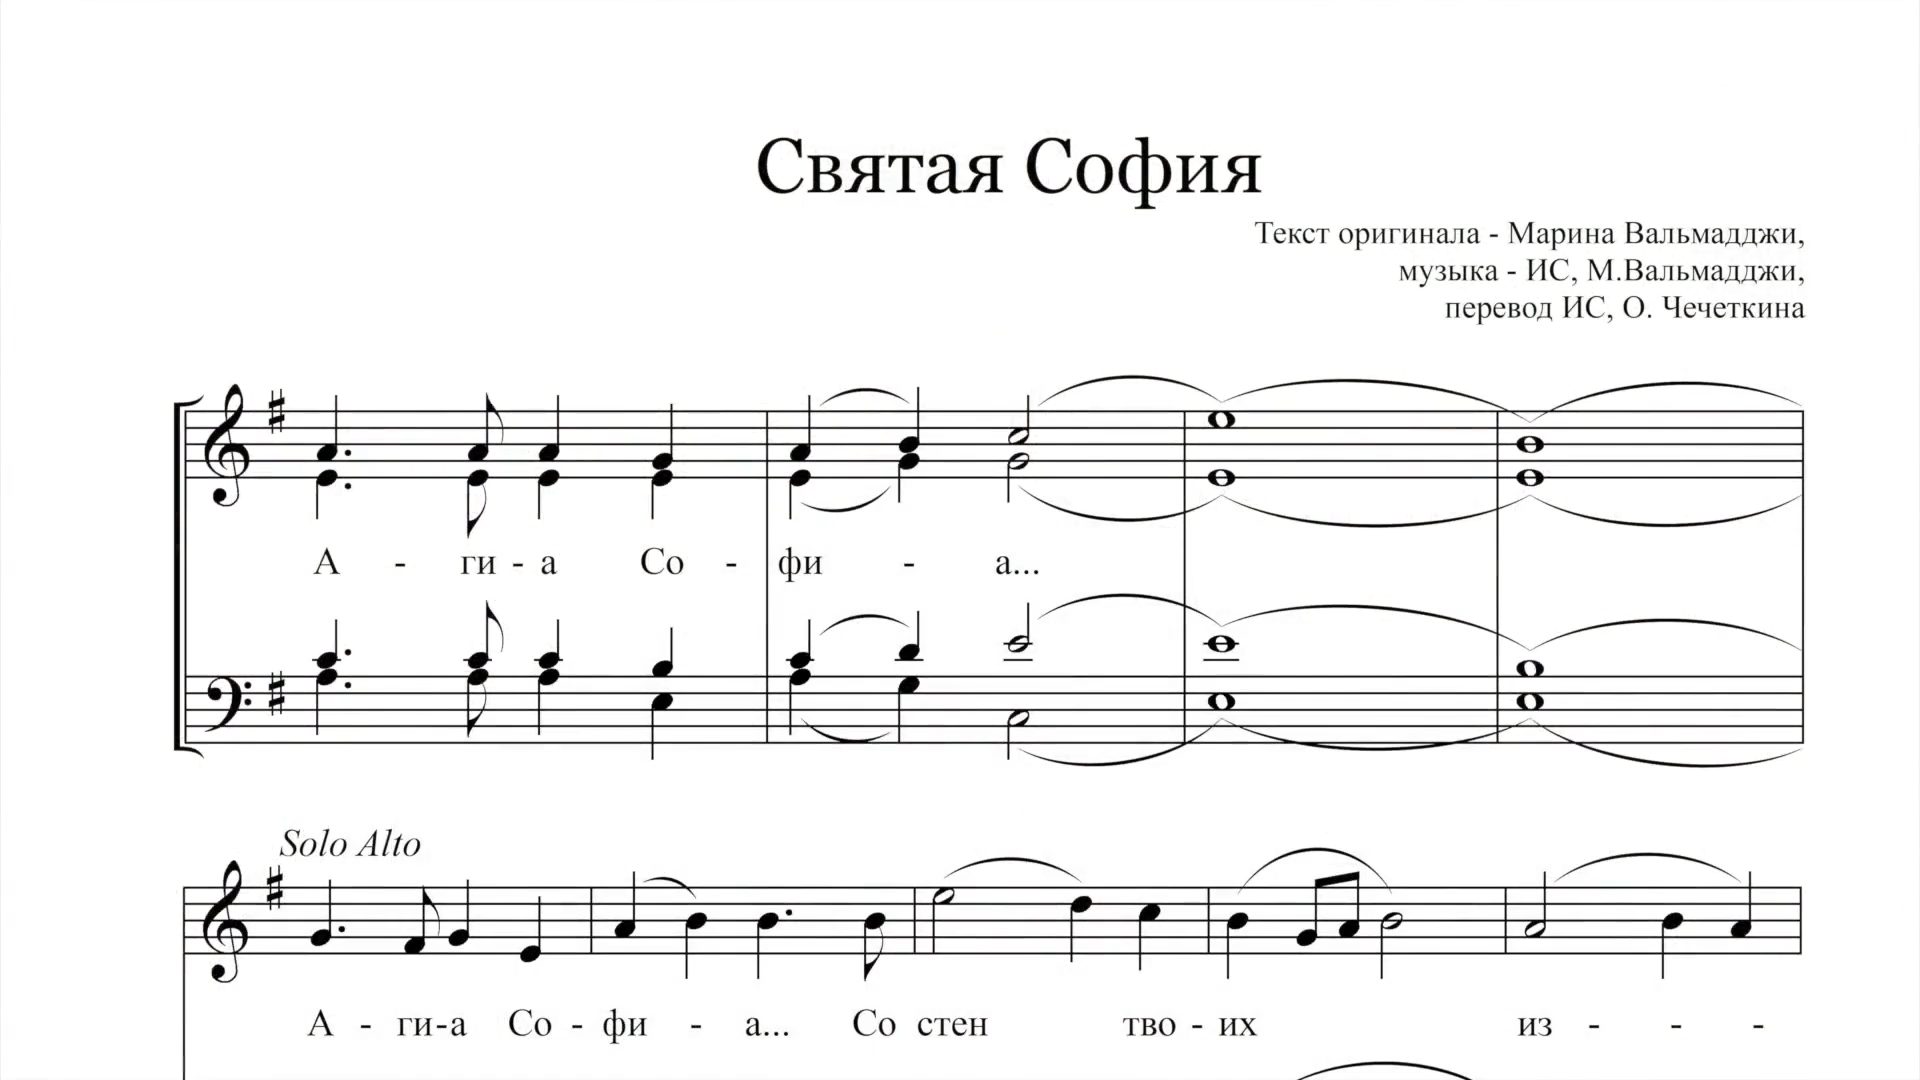 Святая София
Текст оригинала - Марина Вальмадджи,
музыка - ИС, М.Вальмадджи,
перевод ИС, О. Чечеткина
А - ги - а Со - фи - а...
Solo Alto
А - ги-а Со - фи - а... Со стен тво - их из - - -